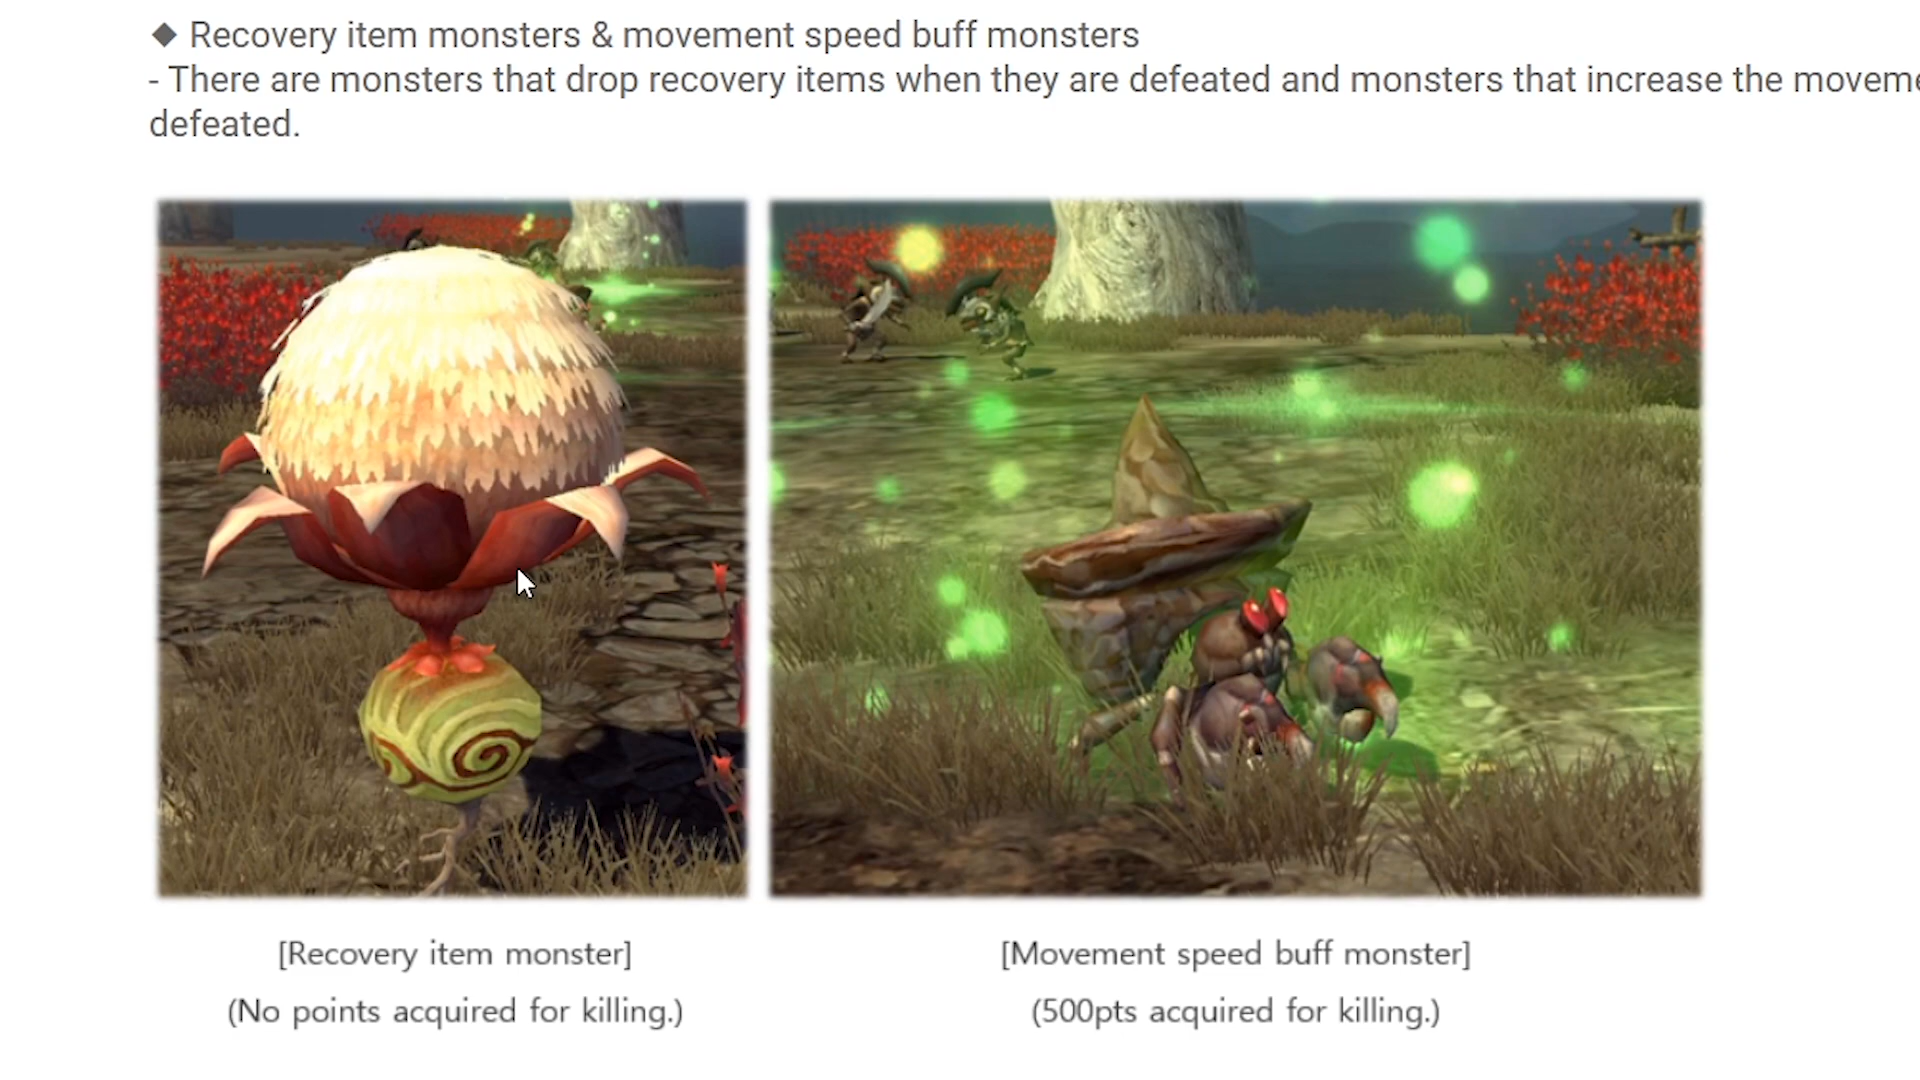 ◆ Recovery item monsters & movement speed buff monsters
- There are monsters that drop recovery items when they are defeated and monsters that increase the
defeated.
[Recovery item monster]
[Movement speed buff monster]
(No points acquired for killing.)
(500pts acquired for killing.)